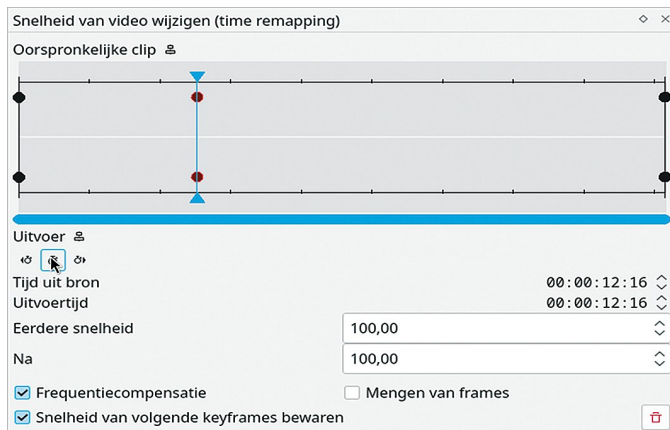 Snelheid van video wijzigen (time remapping)
Oorspronkelijke clip
Uitvoer
Tijd uit bron 00:00:12:16
Uitvoertijd 00:00:12:16
Eerdere snelheid 100,00
Na 100,00
Frequentiecompensatie Mengen van frames
Snelheid van volgende keyframes bewaren